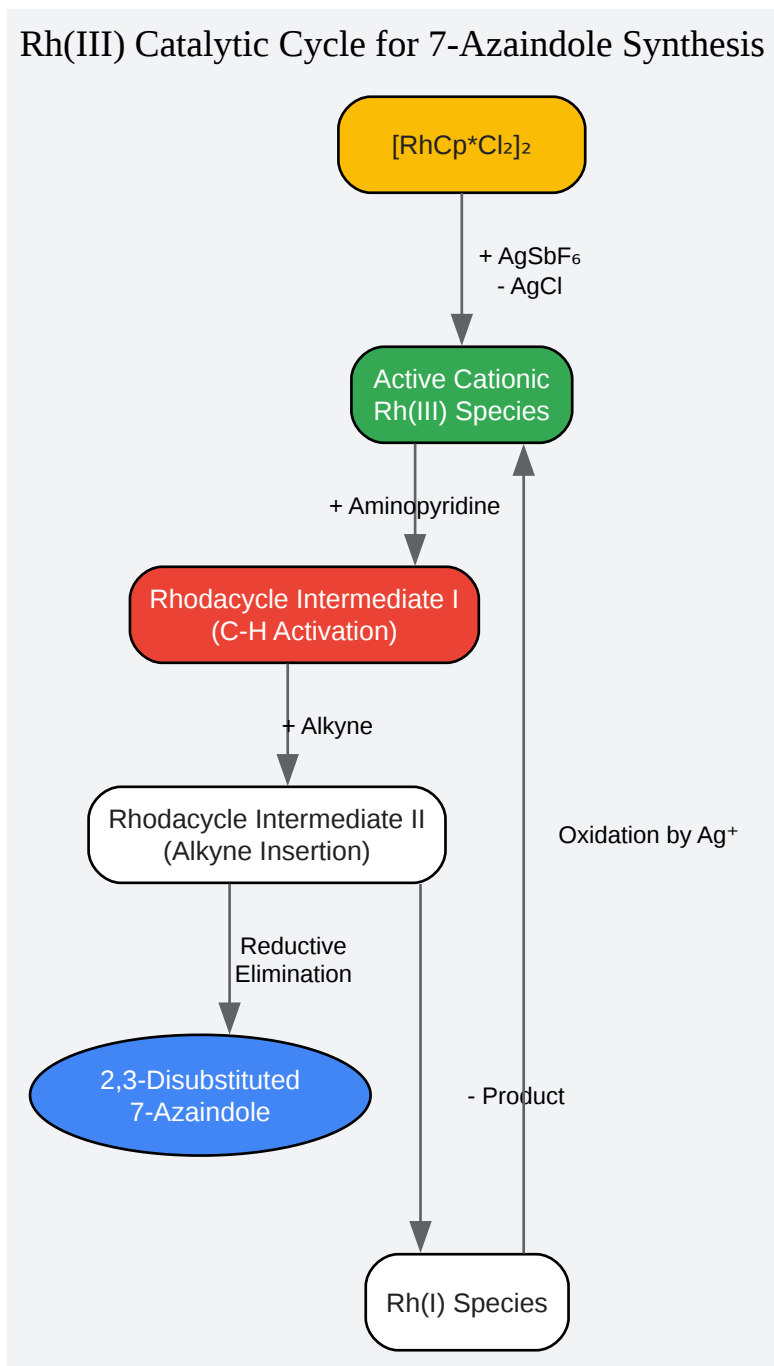 Rh(III) Catalytic Cycle for 7-Azaindole Synthesis
[RhCp*Cl₂]₂
+ AgSbF₆
- AgCl
Active Cationic
Rh(III) Species
+ Aminopyridine
Rhodacycle Intermediate I
(C-H Activation)
+ Alkyne
Rhodacycle Intermediate II
(Alkyne Insertion)
Oxidation by Ag⁺
Reductive
Elimination
2,3-Disubstituted
7-Azaindole
- Product
Rh(I) Species